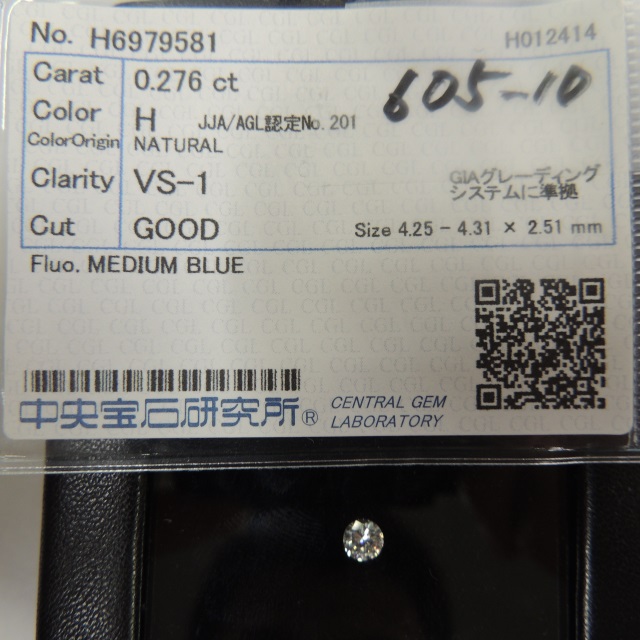 No. H6979581
H012414
Carat 0.276 ct
605-10
Color H JJA/AGL認定No.201
ColorOrigin NATURAL
Clarity VS-1
GIAグレーディング
システムに準拠
Cut GOOD
Size 4.25 - 4.31 × 2.51 mm
Fluo. MEDIUM BLUE
中央宝石研究所®
CENTRAL GEM
LABORATORY